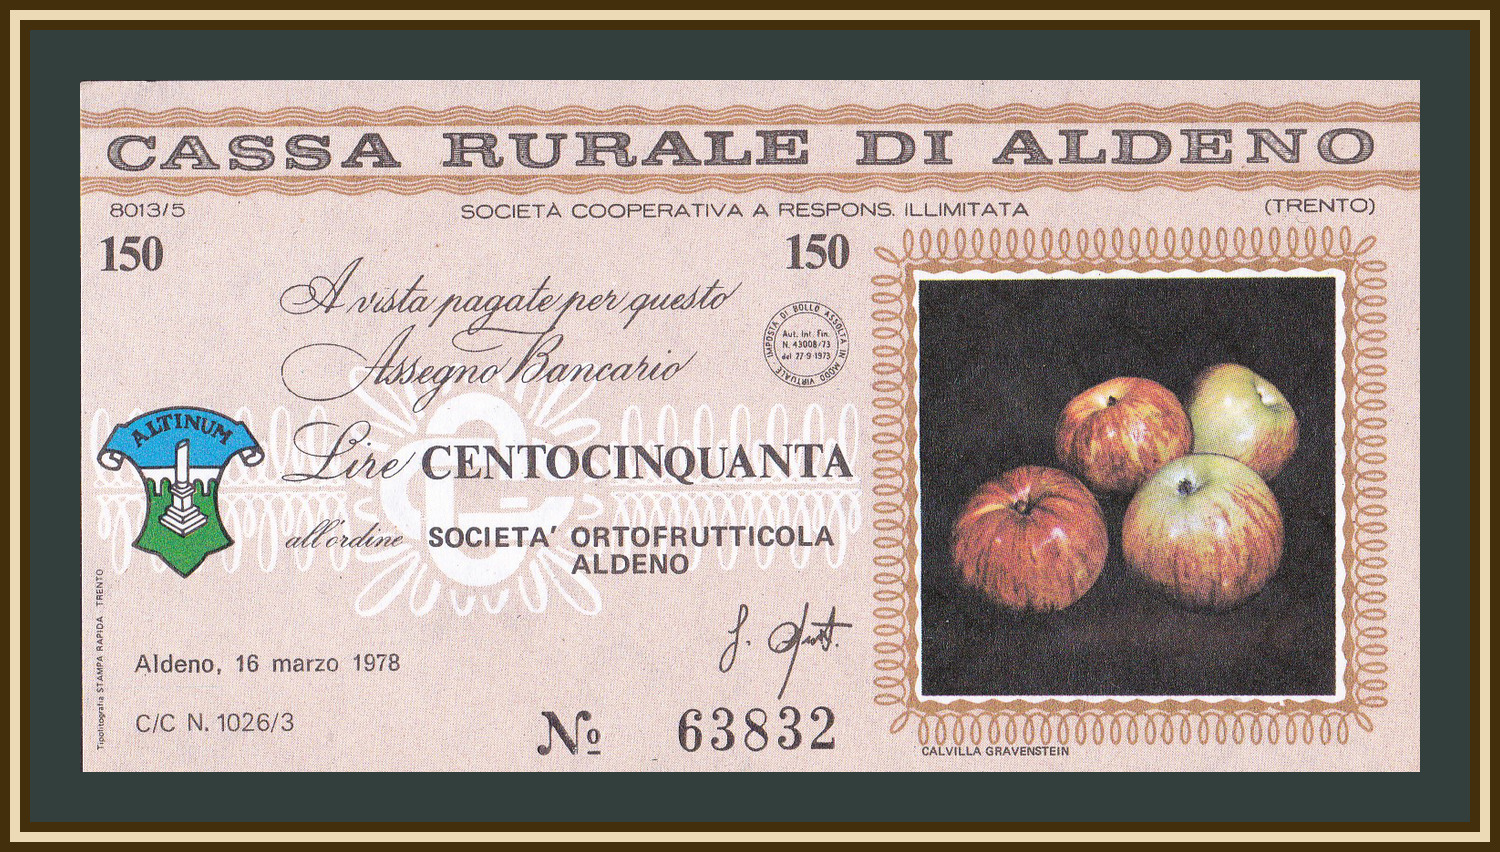 CASSA RURALE DI ALDENO
8013/5
SOCIETÀ COOPERATIVA A RESPONS. ILLIMITATA
(TRENTO)
150
150
A vista pagate per questo
Assegno Bancario
IMPOSTA DI BOLLO ASSOLTA IN MODO VIRTUALE
Aut. Int. Fin.
N. 43008/73
del 27-9-1973
ALTINUM
Lire CENTOCINQUANTA
all'ordine SOCIETA' ORTOFRUTTICOLA
ALDENO
Aldeno, 16 marzo 1978
C/C N. 1026/3
No 63832
CALVILLA GRAVENSTEIN
Tipolitografia STAMPA RAPIDA TRENTO